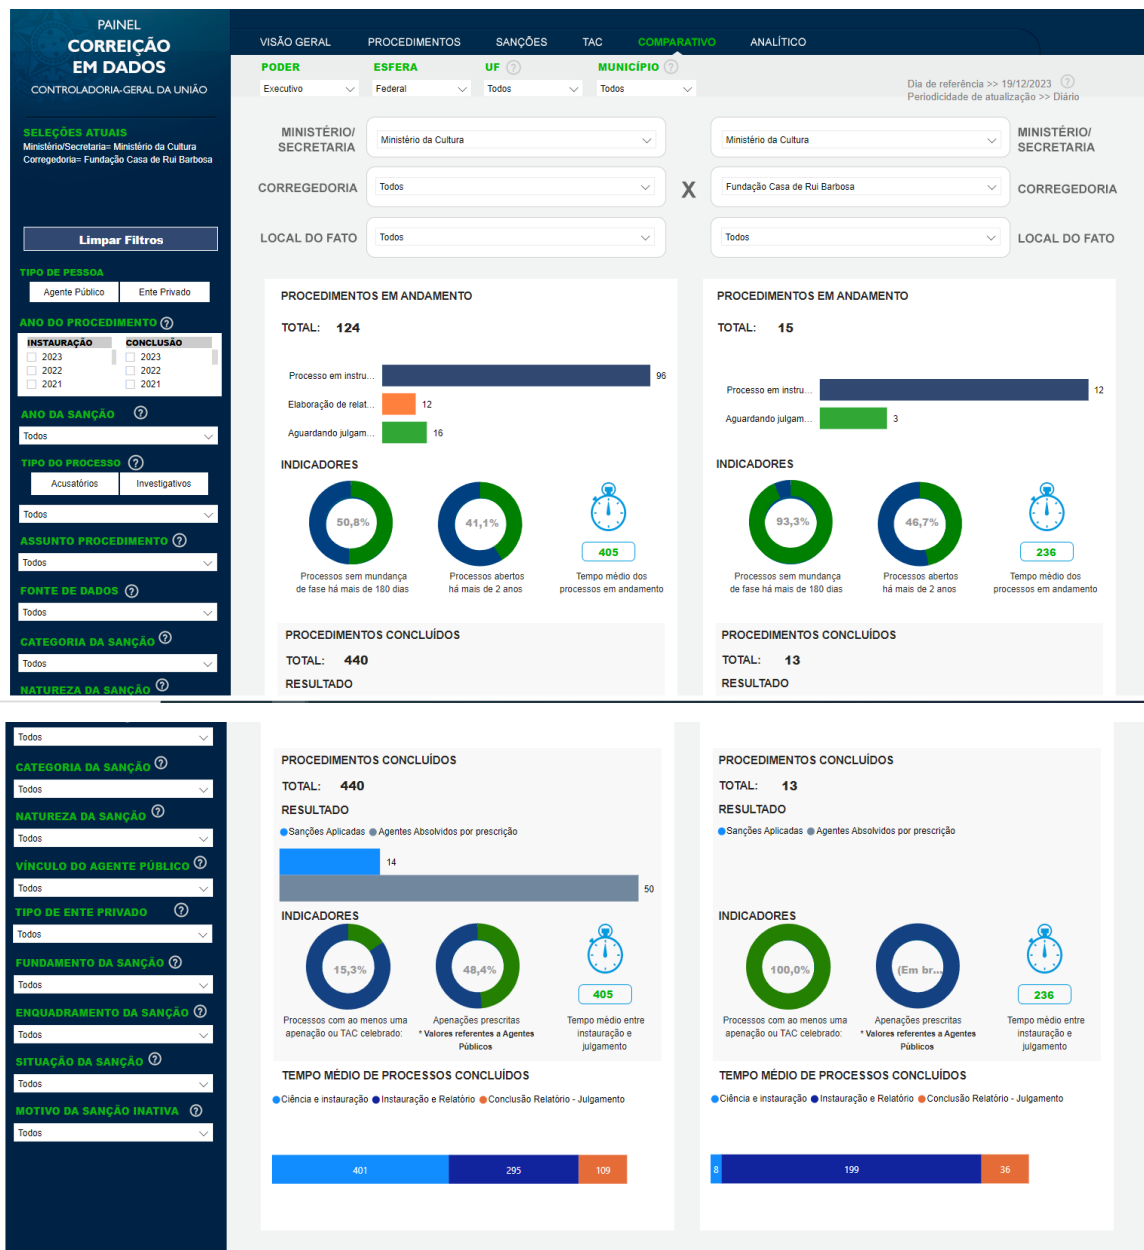 PAINEL
CORREIÇÃO
EM DADOS
CONTROLADORIA-GERAL DA UNIÃO
SELEÇÕES ATUAIS
Ministério/Secretaria= Ministério da Cultura
Corregedoria= Fundação Casa de Rui Barbosa
Limpar Filtros
TIPO DE PESSOA
Agente Público Ente Privado
ANO DO PROCEDIMENTO ?
INSTAURAÇÃO CONCLUSÃO
2023 2023
2022 2022
2021 2021
ANO DA SANÇÃO ?
Todos
TIPO DO PROCESSO ?
Acusatórios Investigativos
Todos
ASSUNTO PROCEDIMENTO ?
Todos
FONTE DE DADOS ?
Todos
CATEGORIA DA SANÇÃO ?
Todos
NATUREZA DA SANÇÃO ?
VISÃO GERAL PROCEDIMENTOS SANÇÕES TAC COMPARATIVO ANALÍTICO
PODER ESFERA UF ? MUNICÍPIO ?
Executivo Federal Todos Todos
Dia de referência >> 19/12/2023 ?
Periodicidade de atualização >> Diário
MINISTÉRIO/
SECRETARIA
Ministério da Cultura
Ministério da Cultura
MINISTÉRIO/
SECRETARIA
CORREGEDORIA Todos X Fundação Casa de Rui Barbosa CORREGEDORIA
LOCAL DO FATO Todos Todos LOCAL DO FATO
PROCEDIMENTOS EM ANDAMENTO
TOTAL: 124
Processo em instru... 96
Elaboração de relat... 12
Aguardando julgam... 16
INDICADORES
50,8% 41,1% 405
Processos sem mundança
de fase há mais de 180 dias
Processos abertos
há mais de 2 anos
Tempo médio dos
processos em andamento
PROCEDIMENTOS CONCLUÍDOS
TOTAL: 440
RESULTADO
PROCEDIMENTOS EM ANDAMENTO
TOTAL: 15
Processo em instru... 12
Aguardando julgam... 3
INDICADORES
93,3% 46,7% 236
Processos sem mundança
de fase há mais de 180 dias
Processos abertos
há mais de 2 anos
Tempo médio dos
processos em andamento
PROCEDIMENTOS CONCLUÍDOS
TOTAL: 13
RESULTADO
Todos
CATEGORIA DA SANÇÃO ?
Todos
NATUREZA DA SANÇÃO ?
Todos
VÍNCULO DO AGENTE PÚBLICO ?
Todos
TIPO DE ENTE PRIVADO ?
Todos
FUNDAMENTO DA SANÇÃO ?
Todos
ENQUADRAMENTO DA SANÇÃO ?
Todos
SITUAÇÃO DA SANÇÃO ?
Todos
MOTIVO DA SANÇÃO INATIVA ?
Todos
PROCEDIMENTOS CONCLUÍDOS
TOTAL: 440
RESULTADO
Sanções Aplicadas Agentes Absolvidos por prescrição
14
50
INDICADORES
15,3% 48,4% 405
Processos com ao menos uma
apenação ou TAC celebrado:
Apenações prescritas
* Valores referentes a Agentes
Públicos
Tempo médio entre
instauração e
julgamento
TEMPO MÉDIO DE PROCESSOS CONCLUÍDOS
Ciência e instauração Instauração e Relatório Conclusão Relatório - Julgamento
401 295 109
PROCEDIMENTOS CONCLUÍDOS
TOTAL: 13
RESULTADO
Sanções Aplicadas Agentes Absolvidos por prescrição
INDICADORES
100,0% (Em br... 236
Processos com ao menos uma
apenação ou TAC celebrado:
Apenações prescritas
* Valores referentes a Agentes
Públicos
Tempo médio entre
instauração e
julgamento
TEMPO MÉDIO DE PROCESSOS CONCLUÍDOS
Ciência e instauração Instauração e Relatório Conclusão Relatório - Julgamento
8 199 36